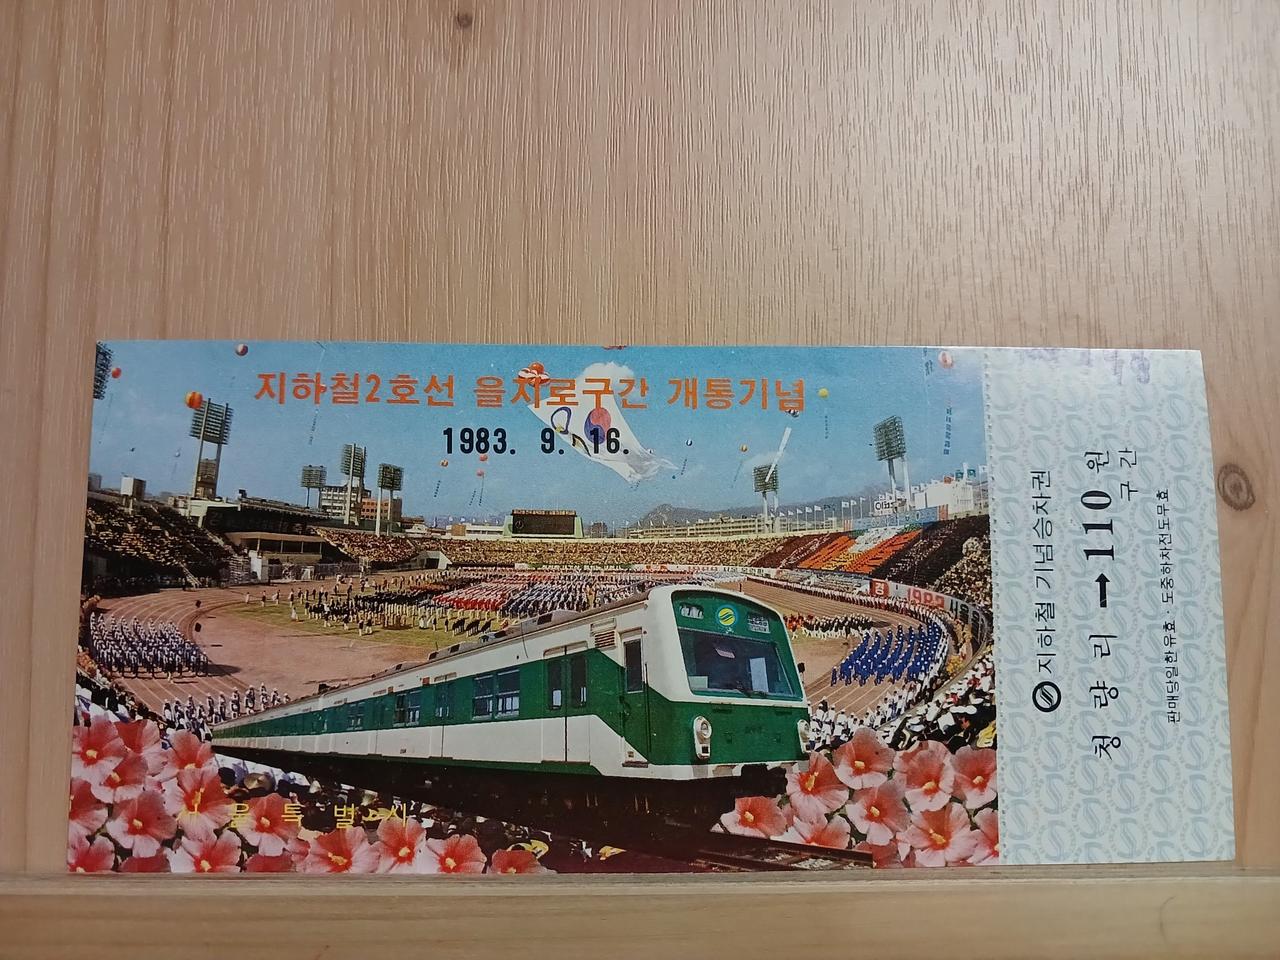 지하철2호선 을지로구간 개통기념
1983. 9. 16.
서울특별시
지하철기념승차권
청량리→110원
구간
판매당일한유효·도중하차전도무효